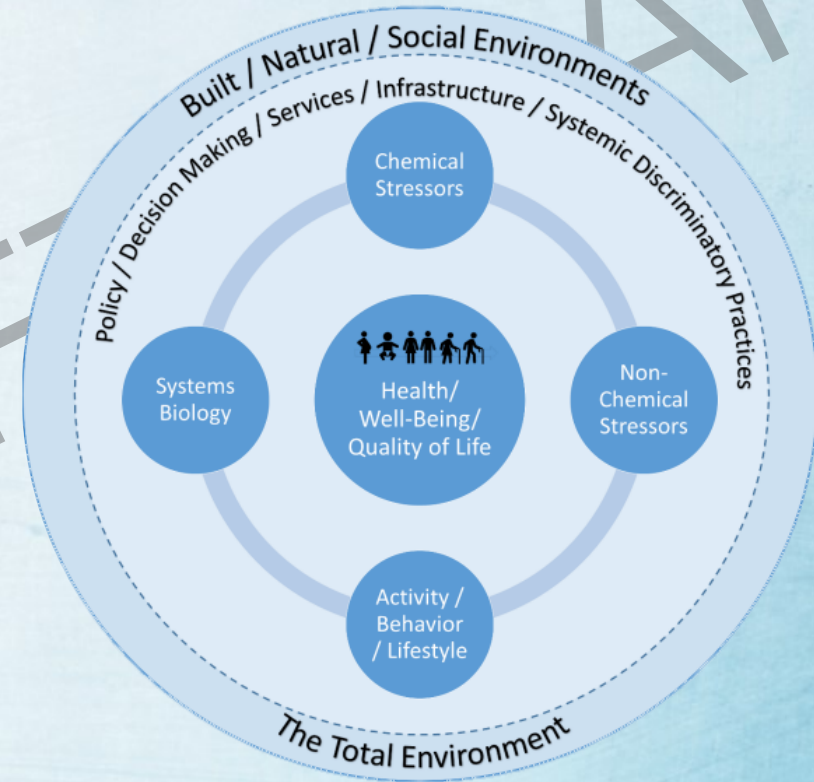 Built / Natural / Social Environments
Policy / Decision Making / Services / Infrastructure / Systemic Discriminatory Practices
Chemical
Stressors
Systems
Biology
Health/
Well-Being/
Quality of Life
Non-
Chemical
Stressors
Activity /
Behavior
/ Lifestyle
The Total Environment